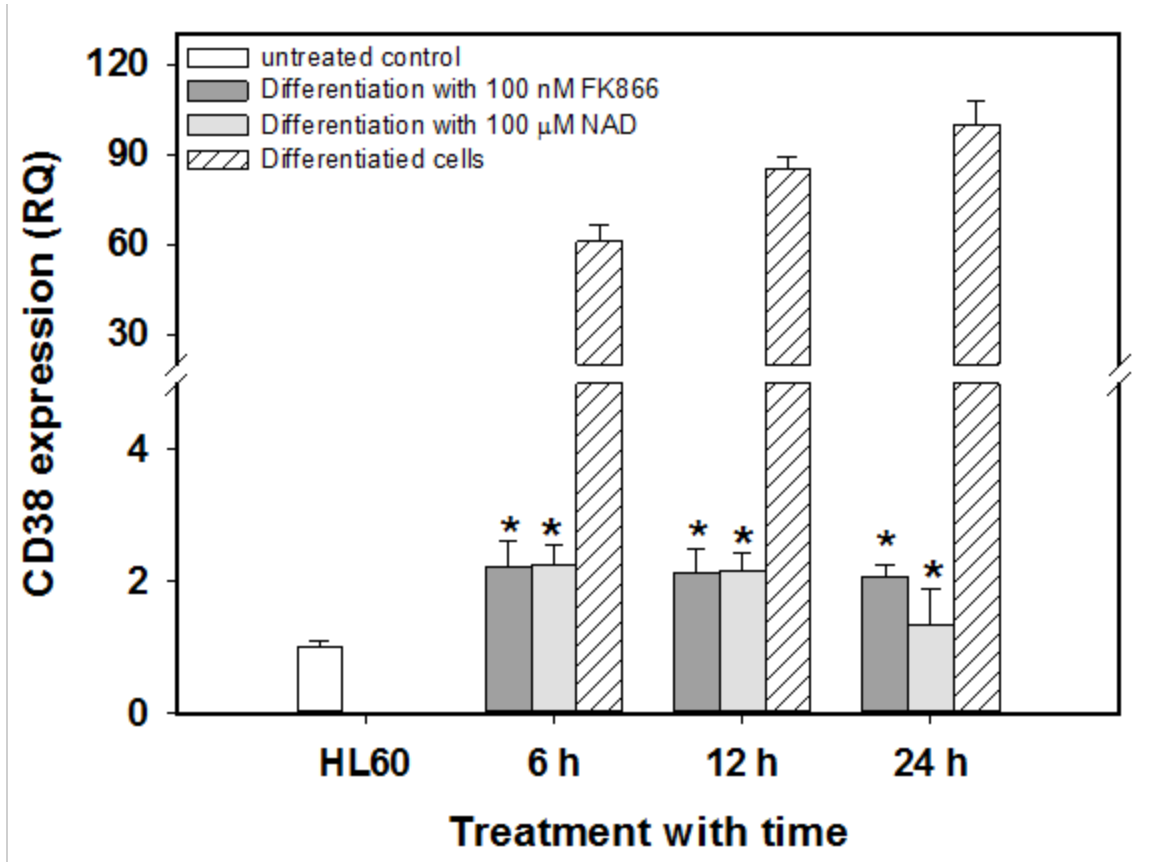 untreated control
Differentiation with 100 nM FK866
Differentiation with 100 μM NAD
Differentiatied cells
CD38 expression (RQ)
120
90
60
30
4
2
0
* * * * * *
HL60 6 h 12 h 24 h
Treatment with time